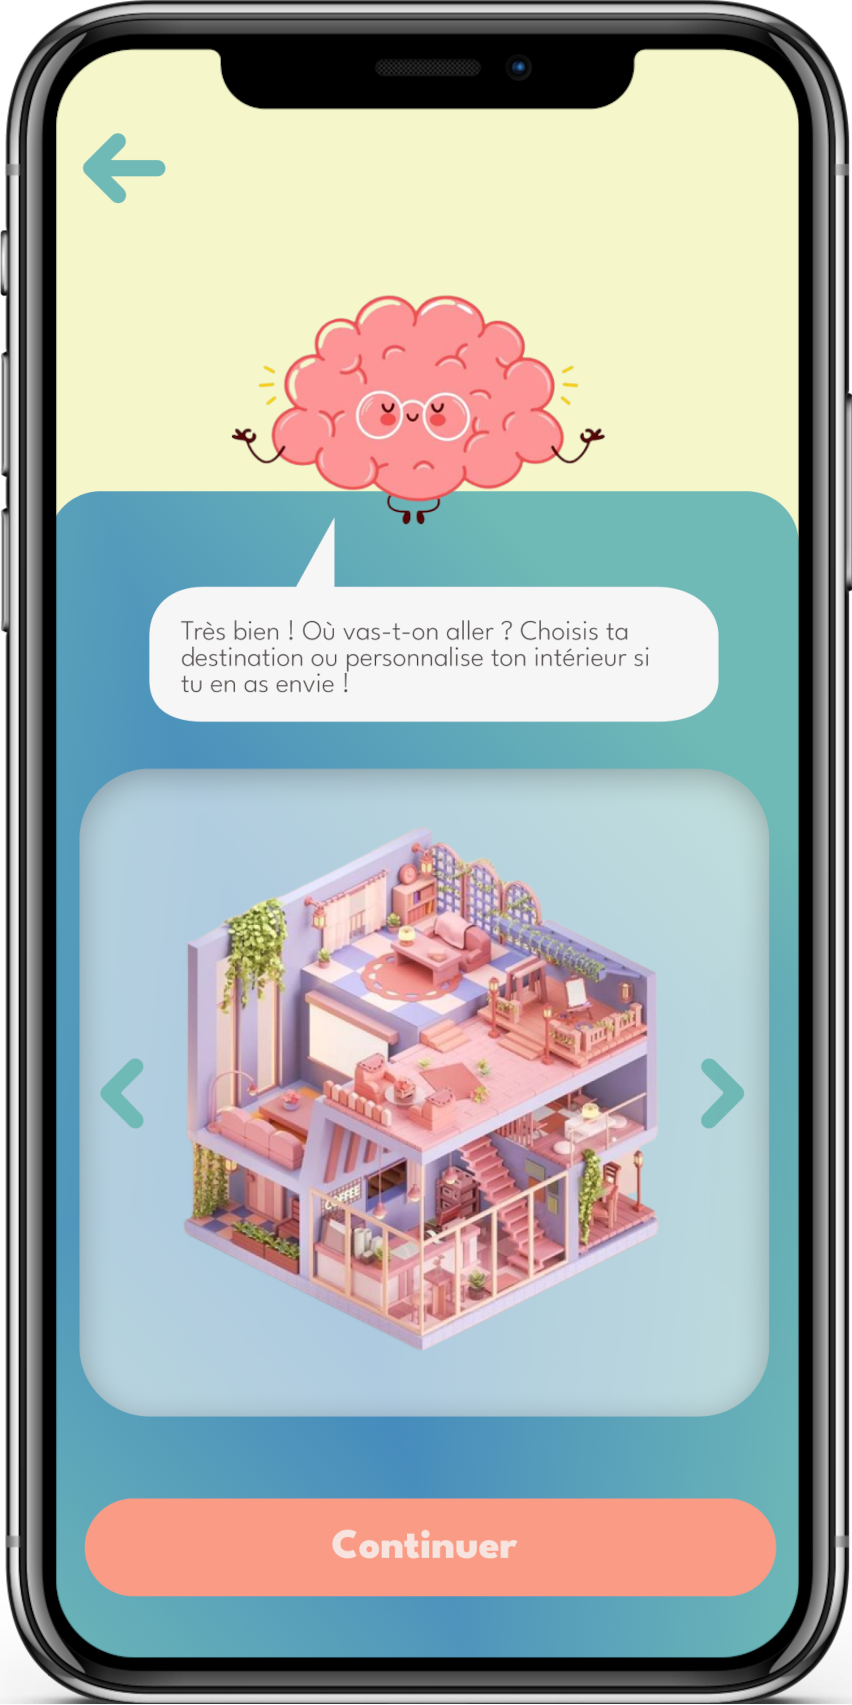 Très bien ! Où vas-t-on aller ? Choisis ta
destination ou personnalise ton intérieur si
tu en as envie !
COFFEE
Continuer